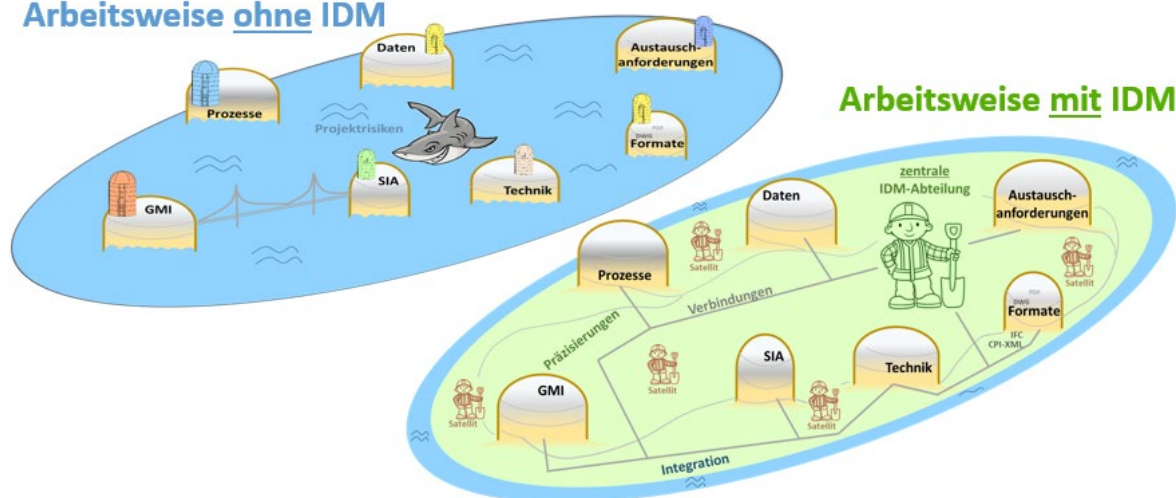 Arbeitsweise ohne IDM
Daten
Austausch-
anforderungen
Prozesse
Projektrisiken
PDF
DWG
Formate
SIA
Technik
GMI
Arbeitsweise mit IDM
zentrale
IDM-Abteilung
Daten
Austausch-
anforderungen
Satellit
Satellit
Prozesse
Verbindungen
PDF
DWG
Formate
IFC
CPI-XML
Präzisierungen
SIA
Technik
Satellit
GMI
Satellit
Satellit
Integration